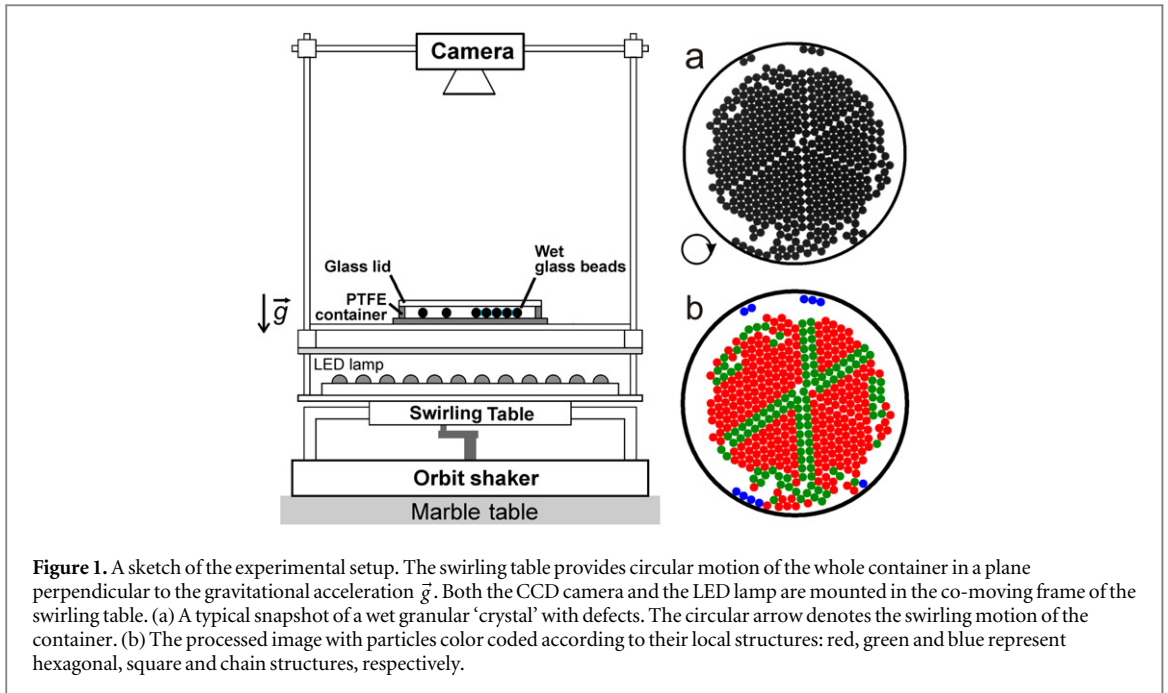 Camera
a
Glass lid
Wet
glass beads
PTFE
container
g
b
LED lamp
Swirling Table
Orbit shaker
Marble table
Figure 1. A sketch of the experimental setup. The swirling table provides circular motion of the whole container in a plane
perpendicular to the gravitational acceleration g⃗. Both the CCD camera and the LED lamp are mounted in the co-moving frame of the
swirling table. (a) A typical snapshot of a wet granular ‘crystal’ with defects. The circular arrow denotes the swirling motion of the
container. (b) The processed image with particles color coded according to their local structures: red, green and blue represent
hexagonal, square and chain structures, respectively.